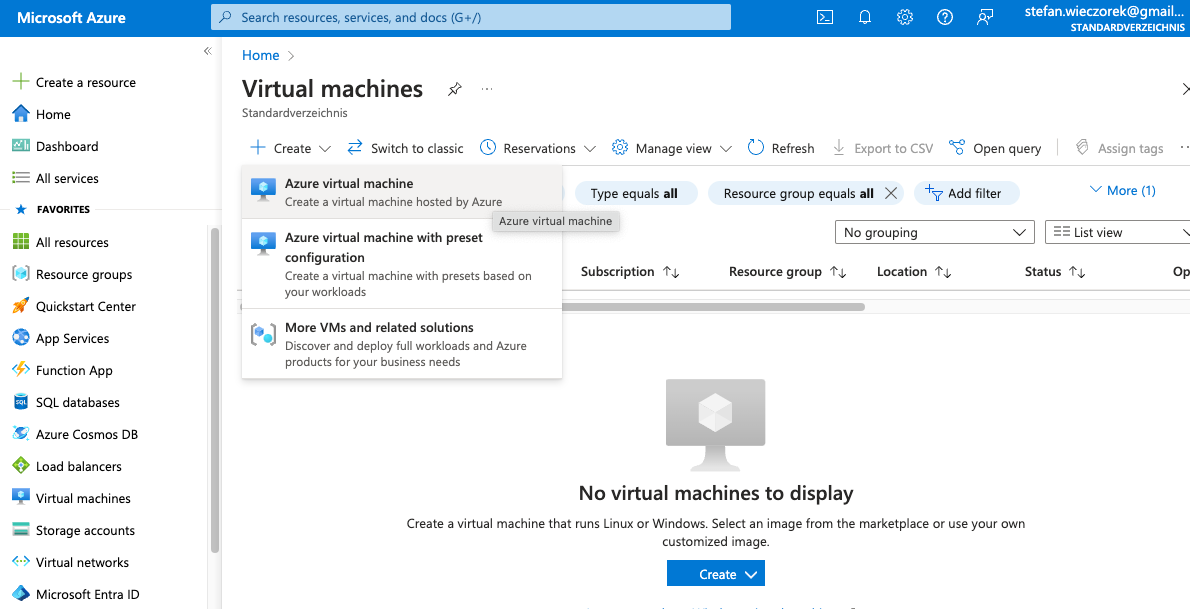 Microsoft Azure
Search resources, services, and docs (G+/)
stefan.wieczorek@gmail...
STANDARDVERZEICHNIS
Create a resource
Home
Dashboard
All services
FAVORITES
All resources
Resource groups
Quickstart Center
App Services
Function App
SQL databases
Azure Cosmos DB
Load balancers
Virtual machines
Storage accounts
Virtual networks
Microsoft Entra ID
Home
Virtual machines
Standardverzeichnis
Create
Switch to classic
Reservations
Manage view
Refresh
Export to CSV
Open query
Assign tags
Azure virtual machine
Create a virtual machine hosted by Azure
Azure virtual machine
Azure virtual machine with preset
configuration
Create a virtual machine with presets based on
your workloads
More VMs and related solutions
Discover and deploy full workloads and Azure
products for your business needs
Type equals all
Resource group equals all
Add filter
More (1)
No grouping
List view
Subscription
Resource group
Location
Status
Op
No virtual machines to display
Create a virtual machine that runs Linux or Windows. Select an image from the marketplace or use your own
customized image.
Create